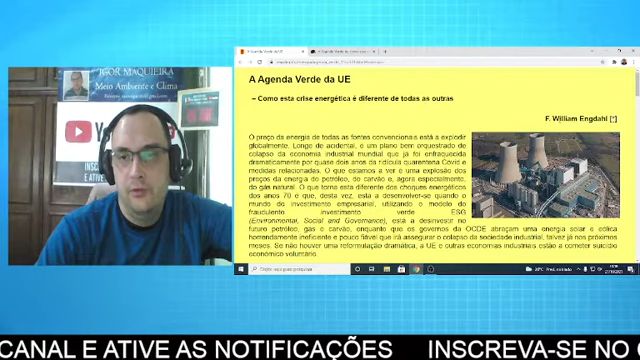 IGOR MAQUIEIRA
Meio Ambiente e Clima
INSC
E ATIVE AS
A Agenda Verde da UE
– Como esta crise energética é diferente de todas as outras
F. William Engdahl [*]
O preço da energia de todas as fontes convencionais está a explodir
globalmente. Longe de acidental, é um plano bem orquestrado de
colapso da economia industrial mundial que já foi enfraquecida
dramaticamente por quase dois anos da ridícula quarentena Covid e
medidas relacionadas. O que estamos a ver é uma explosão dos
preços da energia do petróleo, do carvão e, agora especialmente,
do gás natural. O que torna esta diferente dos choques energéticos
dos anos 70 é que, desta vez, está a desenvolver-se quando o
mundo do investimento empresarial, utilizando o modelo do
fraudulento investimento verde ESG
(Environmental, Social and Governance), está a desinvestir no
futuro petróleo, gás e carvão, enquanto que os governos da OCDE abraçam uma energia solar e eólica
horrendamente ineficiente e pouco fiável que irá assegurar o colapso da sociedade industrial, talvez já nos próximos
meses. Se não houver uma reformulação dramática, a UE e outras economias industriais estão a cometer suicídio
económico voluntário.
CANAL E ATIVE AS NOTIFICAÇÕES INSCREVA-SE NO